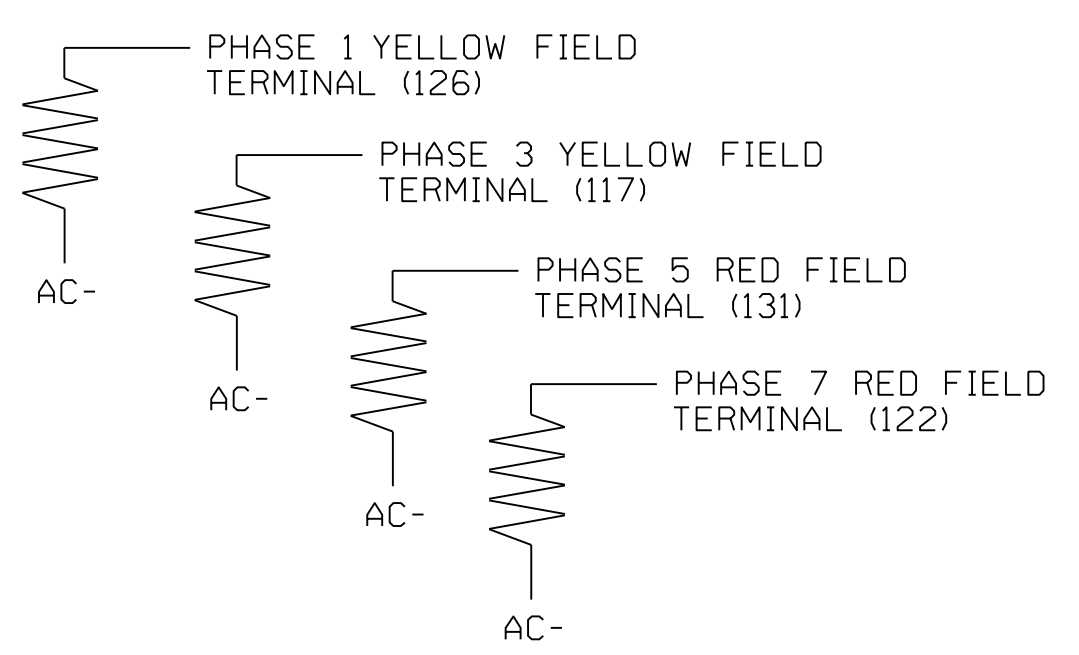 PHASE 1 YELLOW FIELD
TERMINAL (126)
AC-
PHASE 3 YELLOW FIELD
TERMINAL (117)
AC-
PHASE 5 RED FIELD
TERMINAL (131)
AC-
PHASE 7 RED FIELD
TERMINAL (122)
AC-